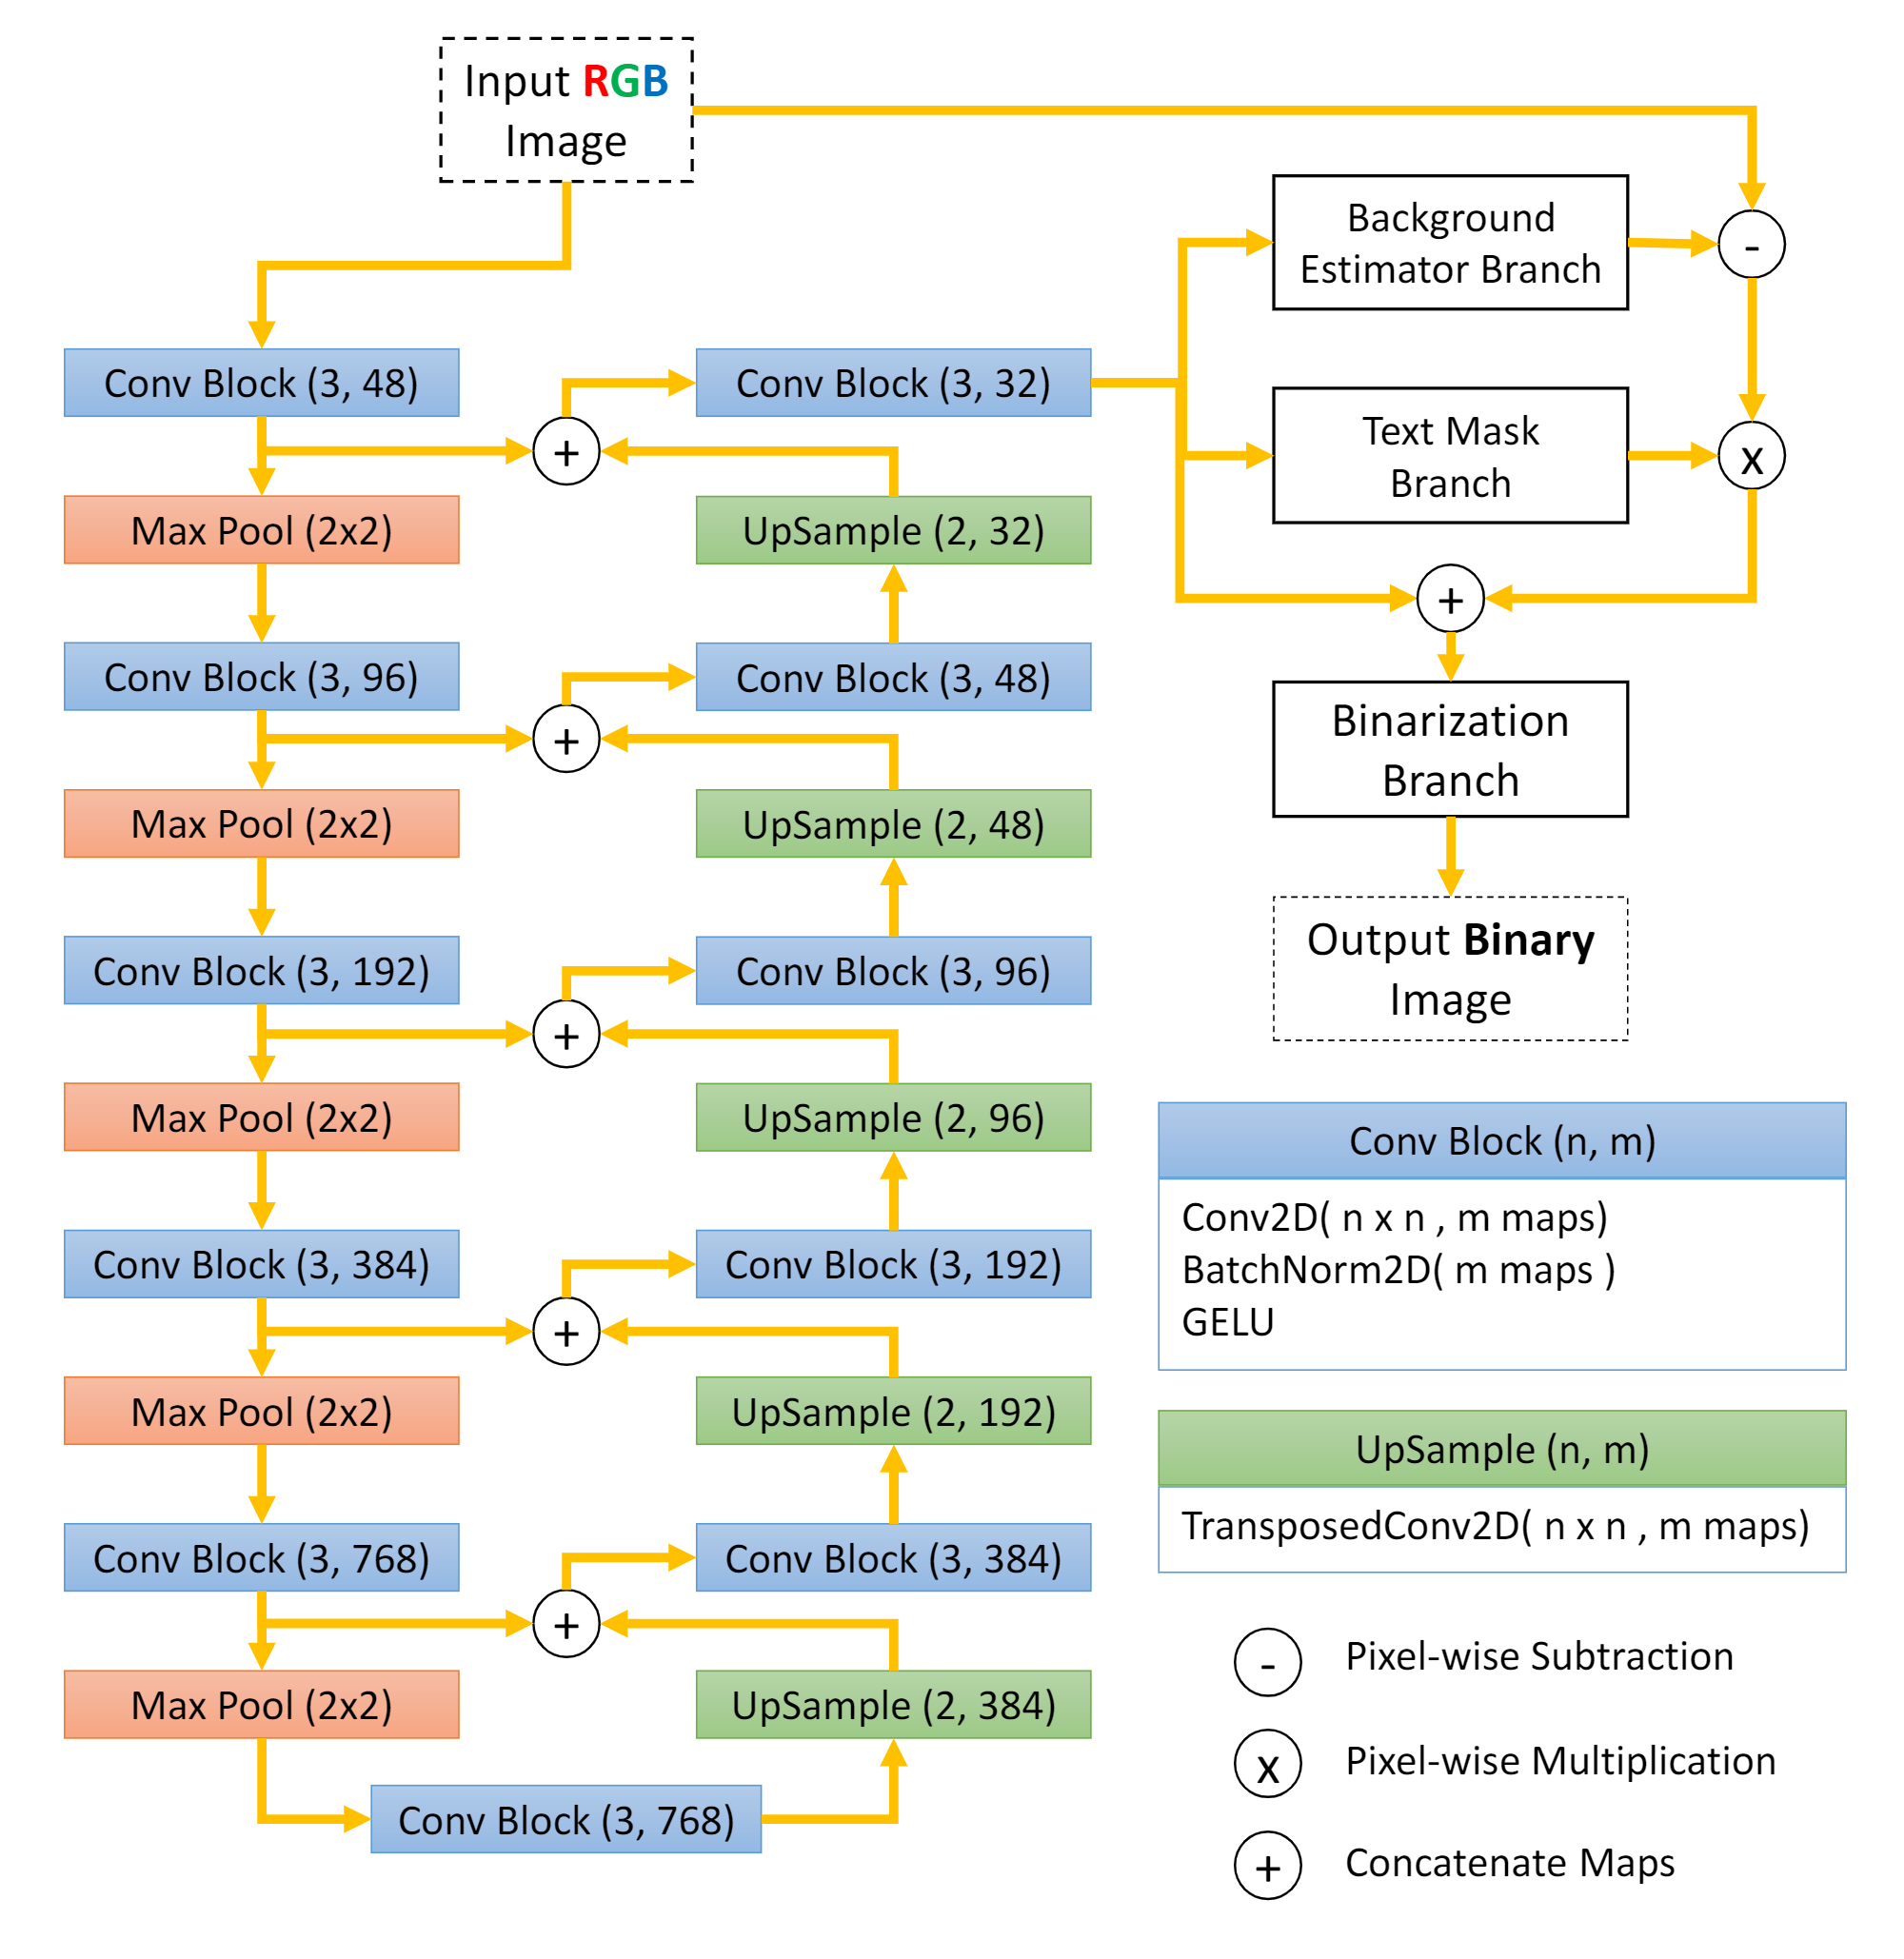 Input RGB
Image
Conv Block (3, 48)
Max Pool (2x2)
Conv Block (3, 96)
Max Pool (2x2)
Conv Block (3, 192)
Max Pool (2x2)
Conv Block (3, 384)
Max Pool (2x2)
Conv Block (3, 768)
Max Pool (2x2)
Conv Block (3, 768)
+
+
+
+
+
Conv Block (3, 32)
UpSample (2, 32)
Conv Block (3, 48)
UpSample (2, 48)
Conv Block (3, 96)
UpSample (2, 96)
Conv Block (3, 192)
UpSample (2, 192)
Conv Block (3, 384)
UpSample (2, 384)
Background
Estimator Branch
-
Text Mask
Branch
x
+
Binarization
Branch
Output Binary
Image
Conv Block (n, m)
Conv2D( n x n , m maps)
BatchNorm2D( m maps )
GELU
UpSample (n, m)
TransposedConv2D( n x n , m maps)
- Pixel-wise Subtraction
x Pixel-wise Multiplication
+ Concatenate Maps